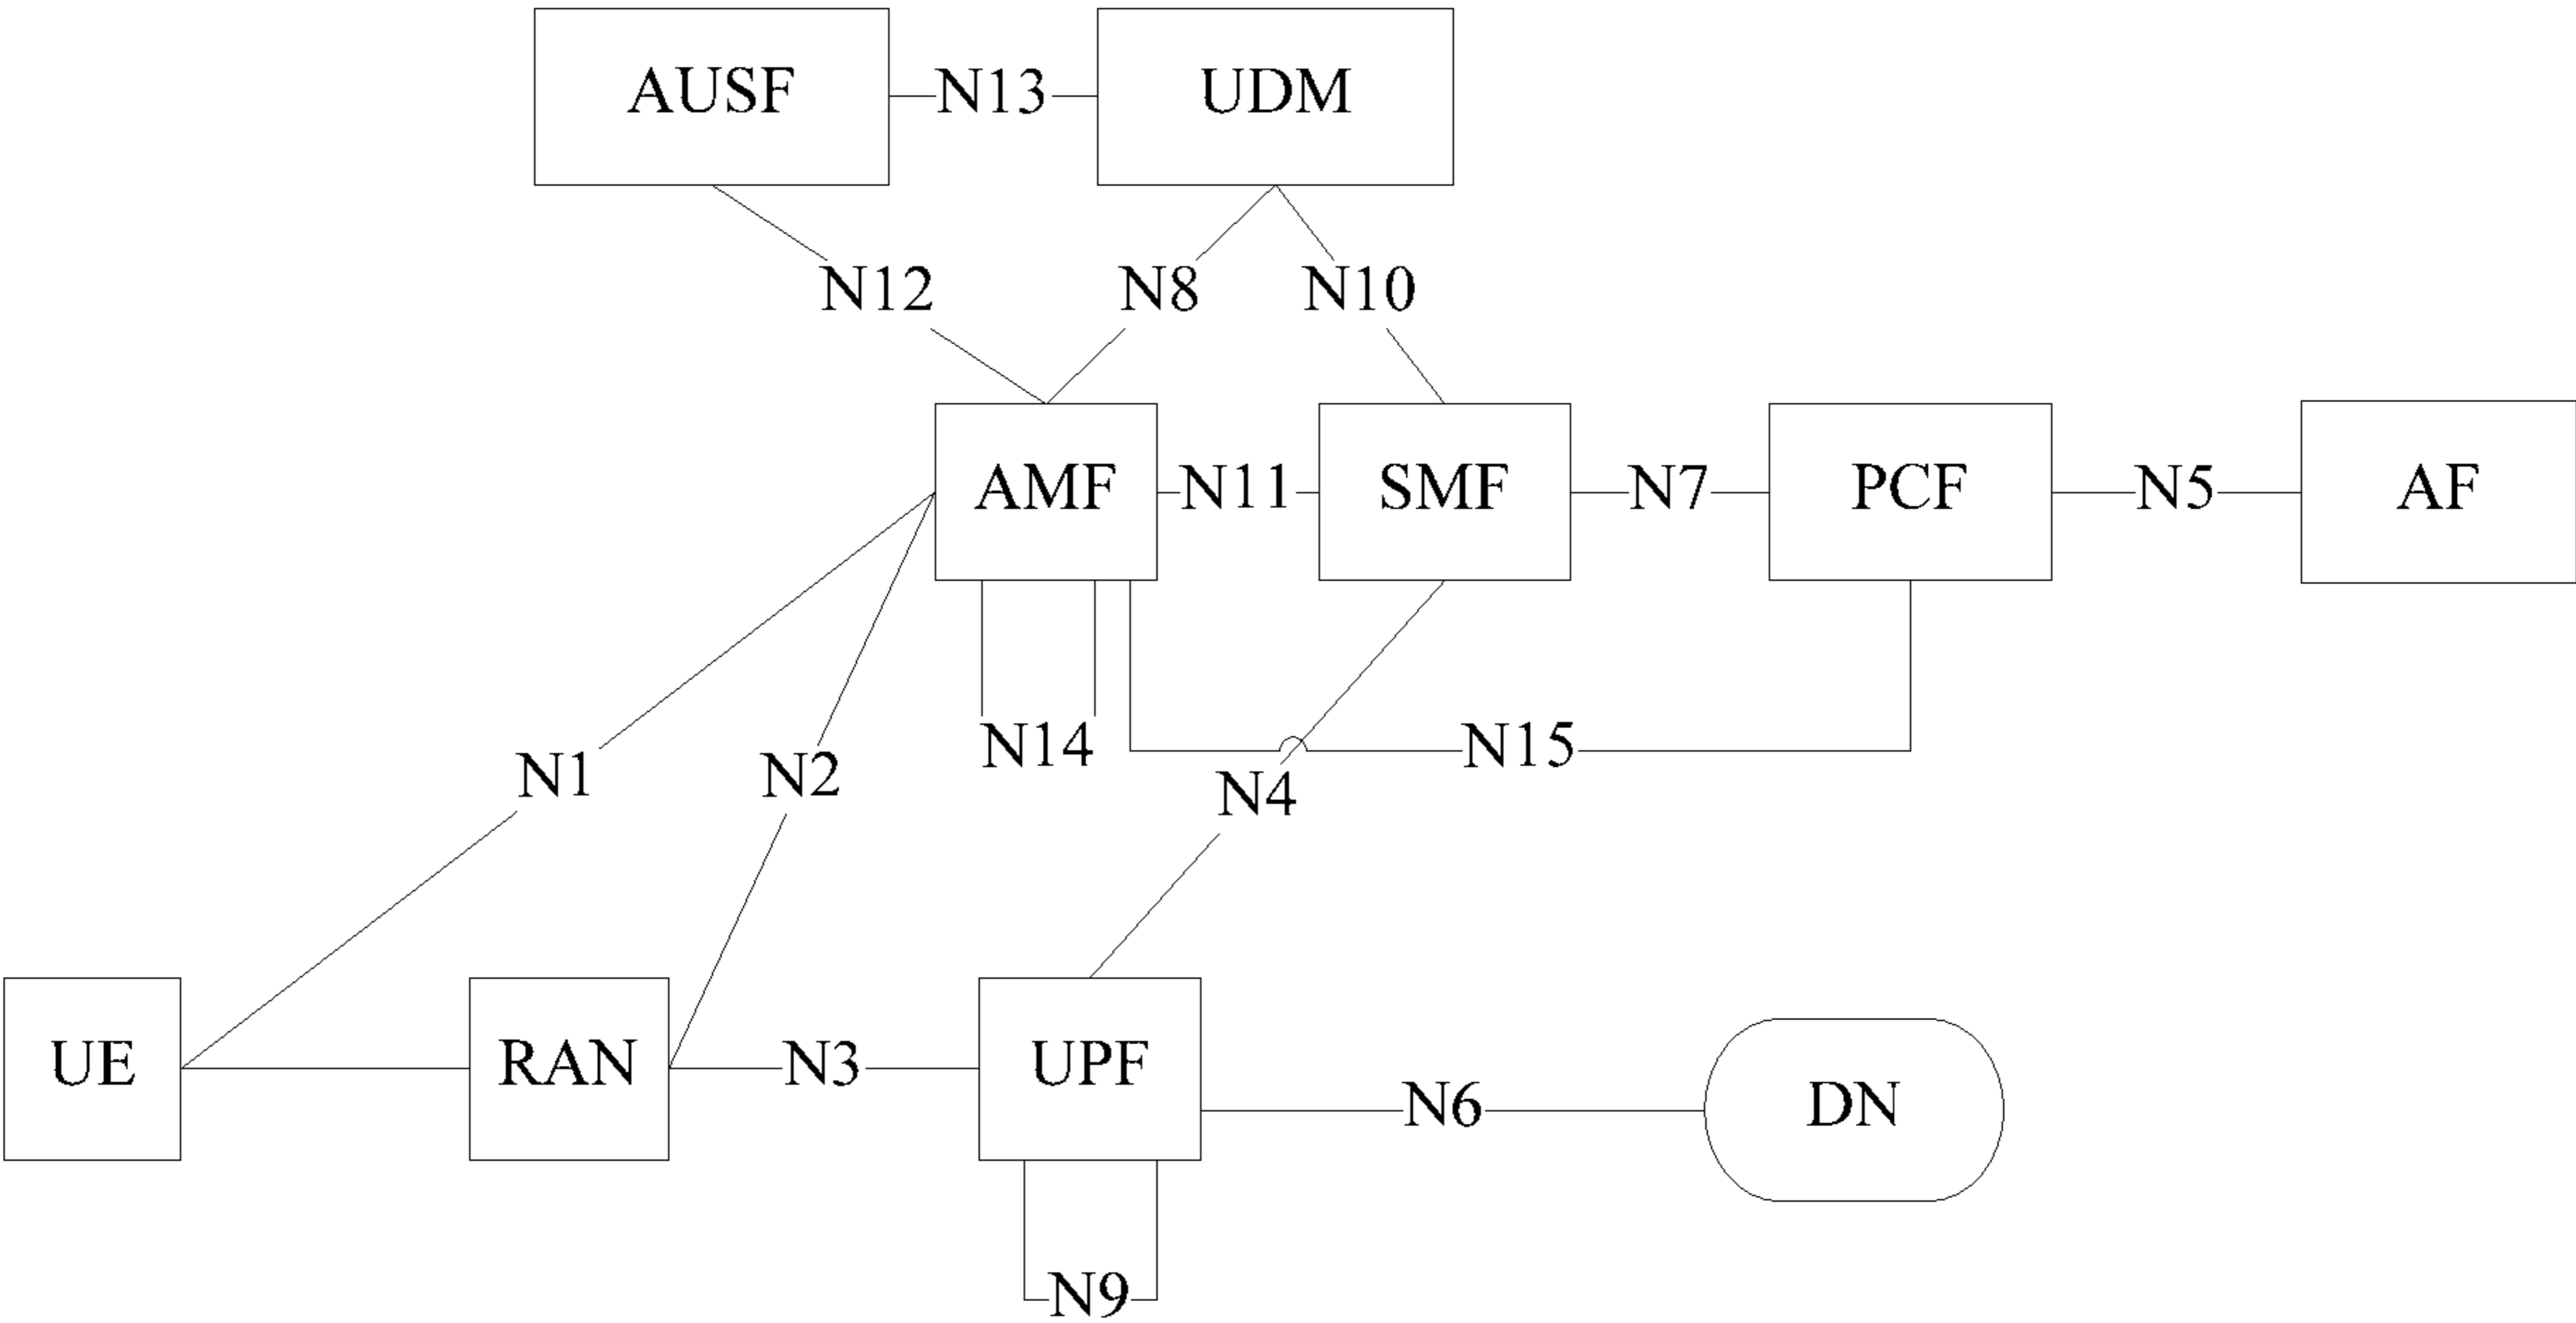 AUSF N13 UDM
N12 N8 N10
AMF N11 SMF N7 PCF N5 AF
N14 N15
N1 N2 N4
UE RAN N3 UPF
N6 DN
N9